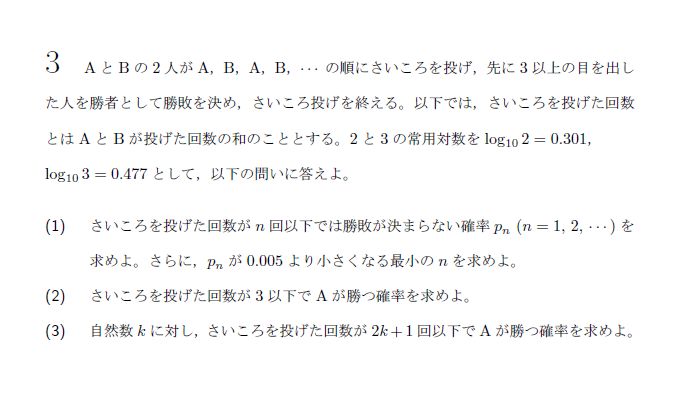 3 AとBの2人がA，B，A，B，⋯ の順にさいころを投げ，先に3以上の目を出し
た人を勝者として勝敗を決め，さいころ投げを終える。以下では，さいころを投げた回数
とはAとBが投げた回数の和のこととする。2と3の常用対数を log₁₀ 2 = 0.301，
log₁₀ 3 = 0.477 として，以下の問いに答えよ。
(1) さいころを投げた回数が n 回以下では勝敗が決まらない確率 pₙ (n = 1, 2, ⋯) を
求めよ。さらに，pₙ が 0.005 より小さくなる最小の n を求めよ。
(2) さいころを投げた回数が 3 以下で A が勝つ確率を求めよ。
(3) 自然数 k に対し，さいころを投げた回数が 2k+1 回以下で A が勝つ確率を求めよ。